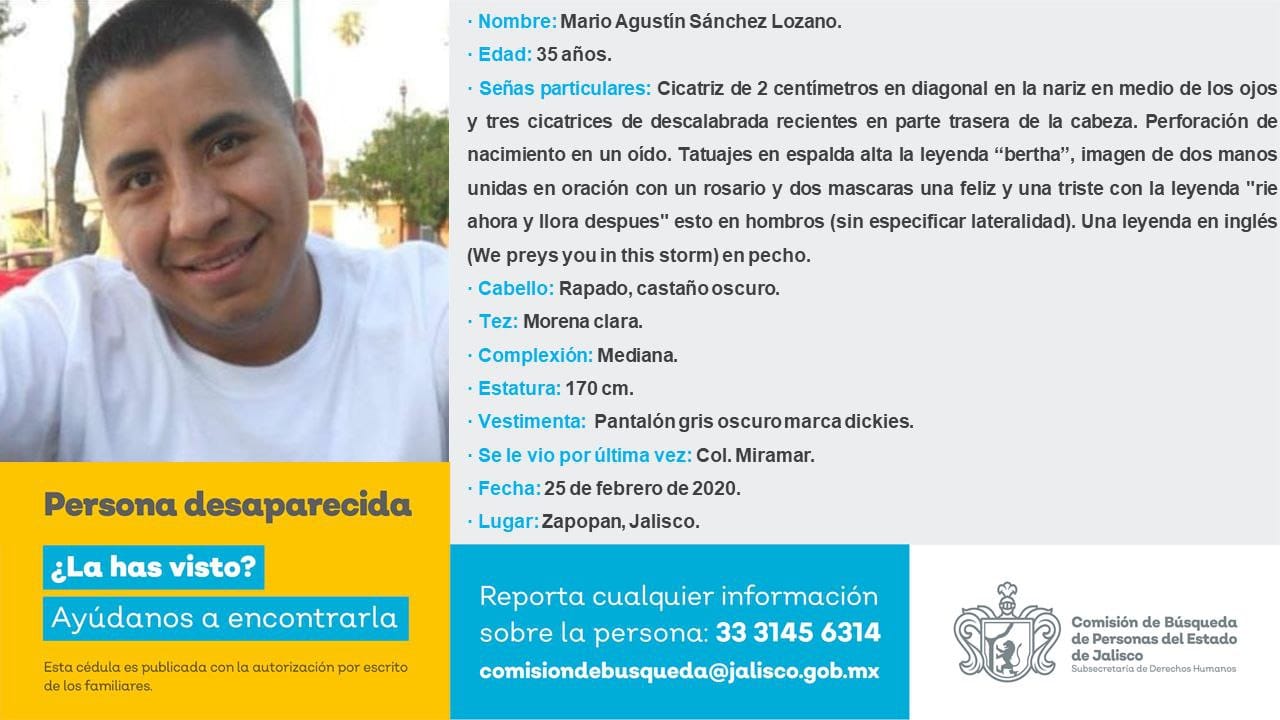 · Nombre: Mario Agustín Sánchez Lozano.
· Edad: 35 años.
· Señas particulares: Cicatriz de 2 centímetros en diagonal en la nariz en medio de los ojos
y tres cicatrices de descalabrada recientes en parte trasera de la cabeza. Perforación de
nacimiento en un oído. Tatuajes en espalda alta la leyenda “bertha”, imagen de dos manos
unidas en oración con un rosario y dos mascaras una feliz y una triste con la leyenda "rie
ahora y llora despues" esto en hombros (sin especificar lateralidad). Una leyenda en inglés
(We preys you in this storm) en pecho.
· Cabello: Rapado, castaño oscuro.
· Tez: Morena clara.
· Complexión: Mediana.
· Estatura: 170 cm.
· Vestimenta: Pantalón gris oscuro marca dickies.
· Se le vio por última vez: Col. Miramar.
· Fecha: 25 de febrero de 2020.
· Lugar: Zapopan, Jalisco.
Persona desaparecida
¿La has visto?
Ayúdanos a encontrarla
Esta cédula es publicada con la autorización por escrito
de los familiares.
Reporta cualquier información
sobre la persona: 33 3145 6314
comisiondebusqueda@jalisco.gob.mx
Comisión de Búsqueda
de Personas del Estado
de Jalisco
Subsecretaría de Derechos Humanos